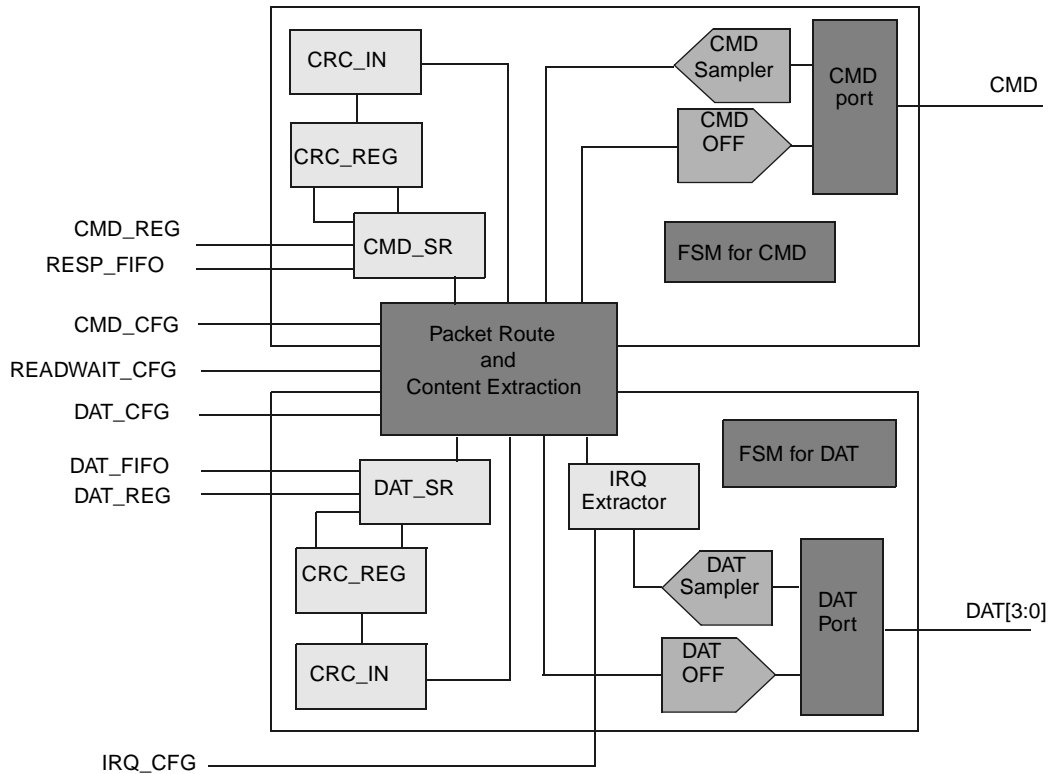 CRC_IN
CMD
Sampler
CMD
port
CMD
CRC_REG
CMD
OFF
CMD_REG
RESP_FIFO
CMD_SR
FSM for CMD
CMD_CFG
READWAIT_CFG
DAT_CFG
Packet Route
and
Content Extraction
DAT_FIFO
DAT_REG
DAT_SR
IRQ
Extractor
FSM for DAT
CRC_REG
DAT
Sampler
DAT
Port
DAT[3:0]
CRC_IN
DAT
OFF
IRQ_CFG